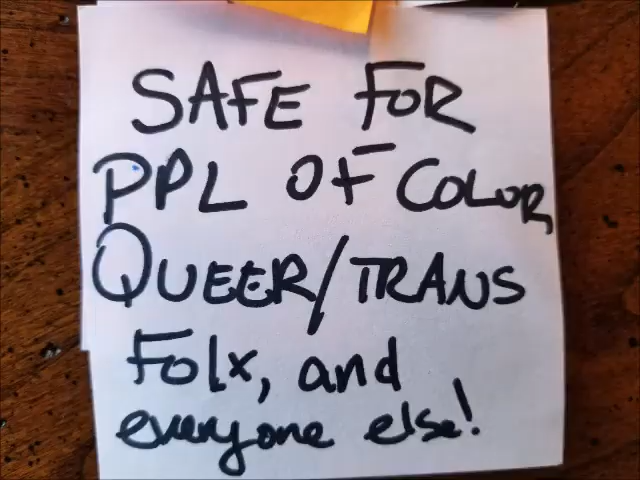 SAFE FOR
PPL OF COLOR,
QUEER/TRANS
FOLX, and
everyone else!